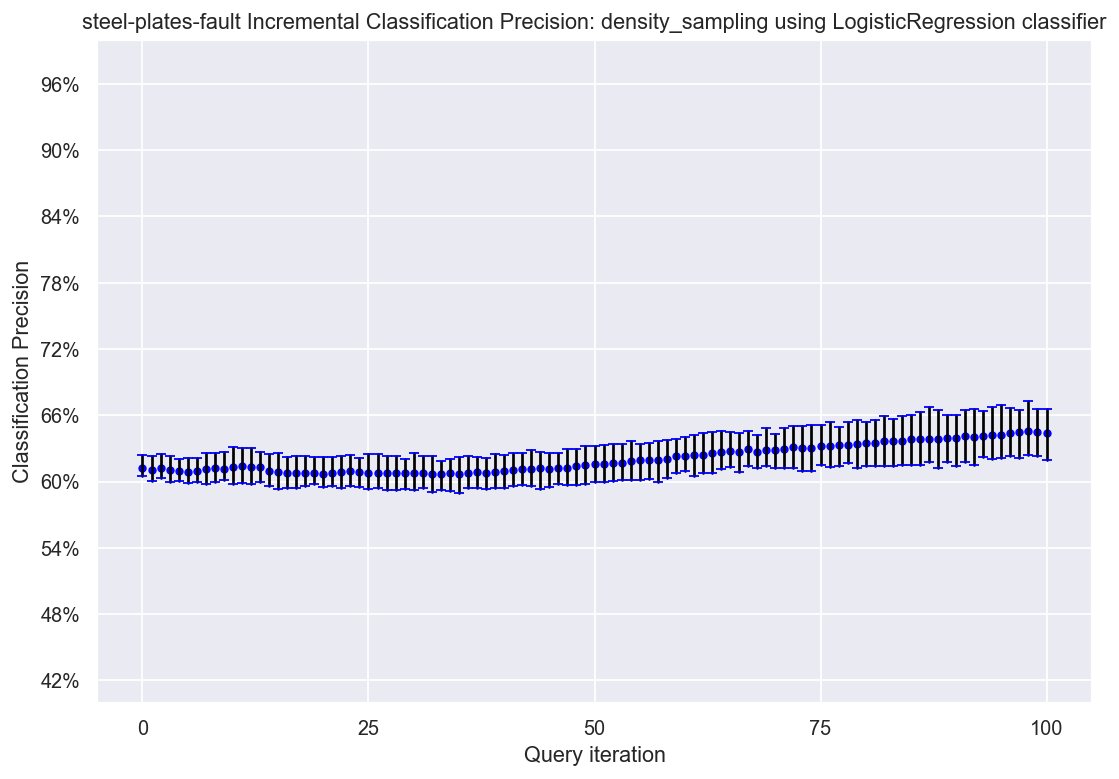 steel-plates-fault Incremental Classification Precision: density_sampling using LogisticRegression classifier
96%
90%
84%
78%
72%
66%
60%
54%
48%
42%
Classification Precision
0 25 50 75 100
Query iteration